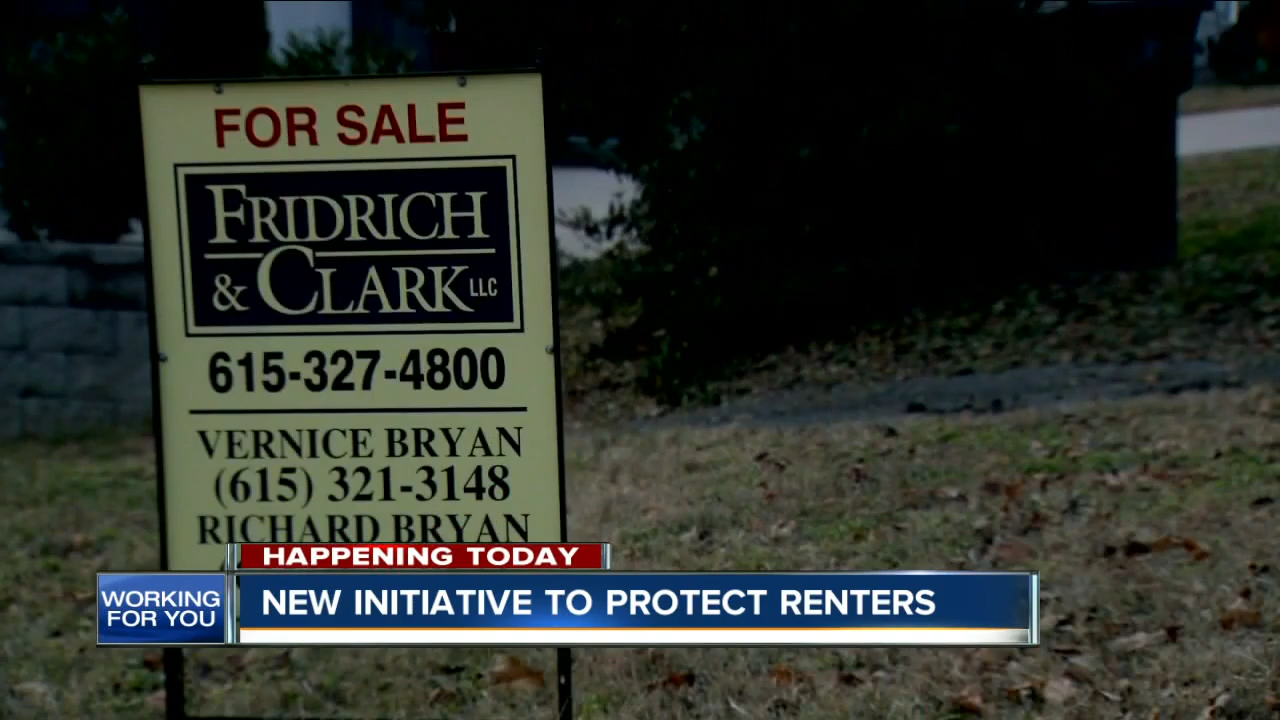 FOR SALE
FRIDRICH
& CLARK LLC
615-327-4800
VERNICE BRYAN
(615) 321-3148
RICHARD BRYAN
HAPPENING TODAY
WORKING
FOR YOU
NEW INITIATIVE TO PROTECT RENTERS